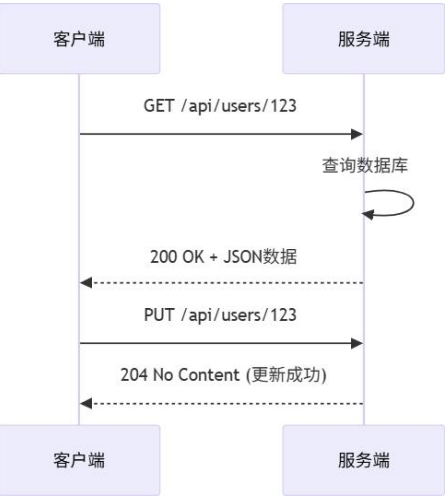 客户端
服务端
GET /api/users/123
查询数据库
200 OK + JSON数据
PUT /api/users/123
204 No Content (更新成功)
客户端
服务端